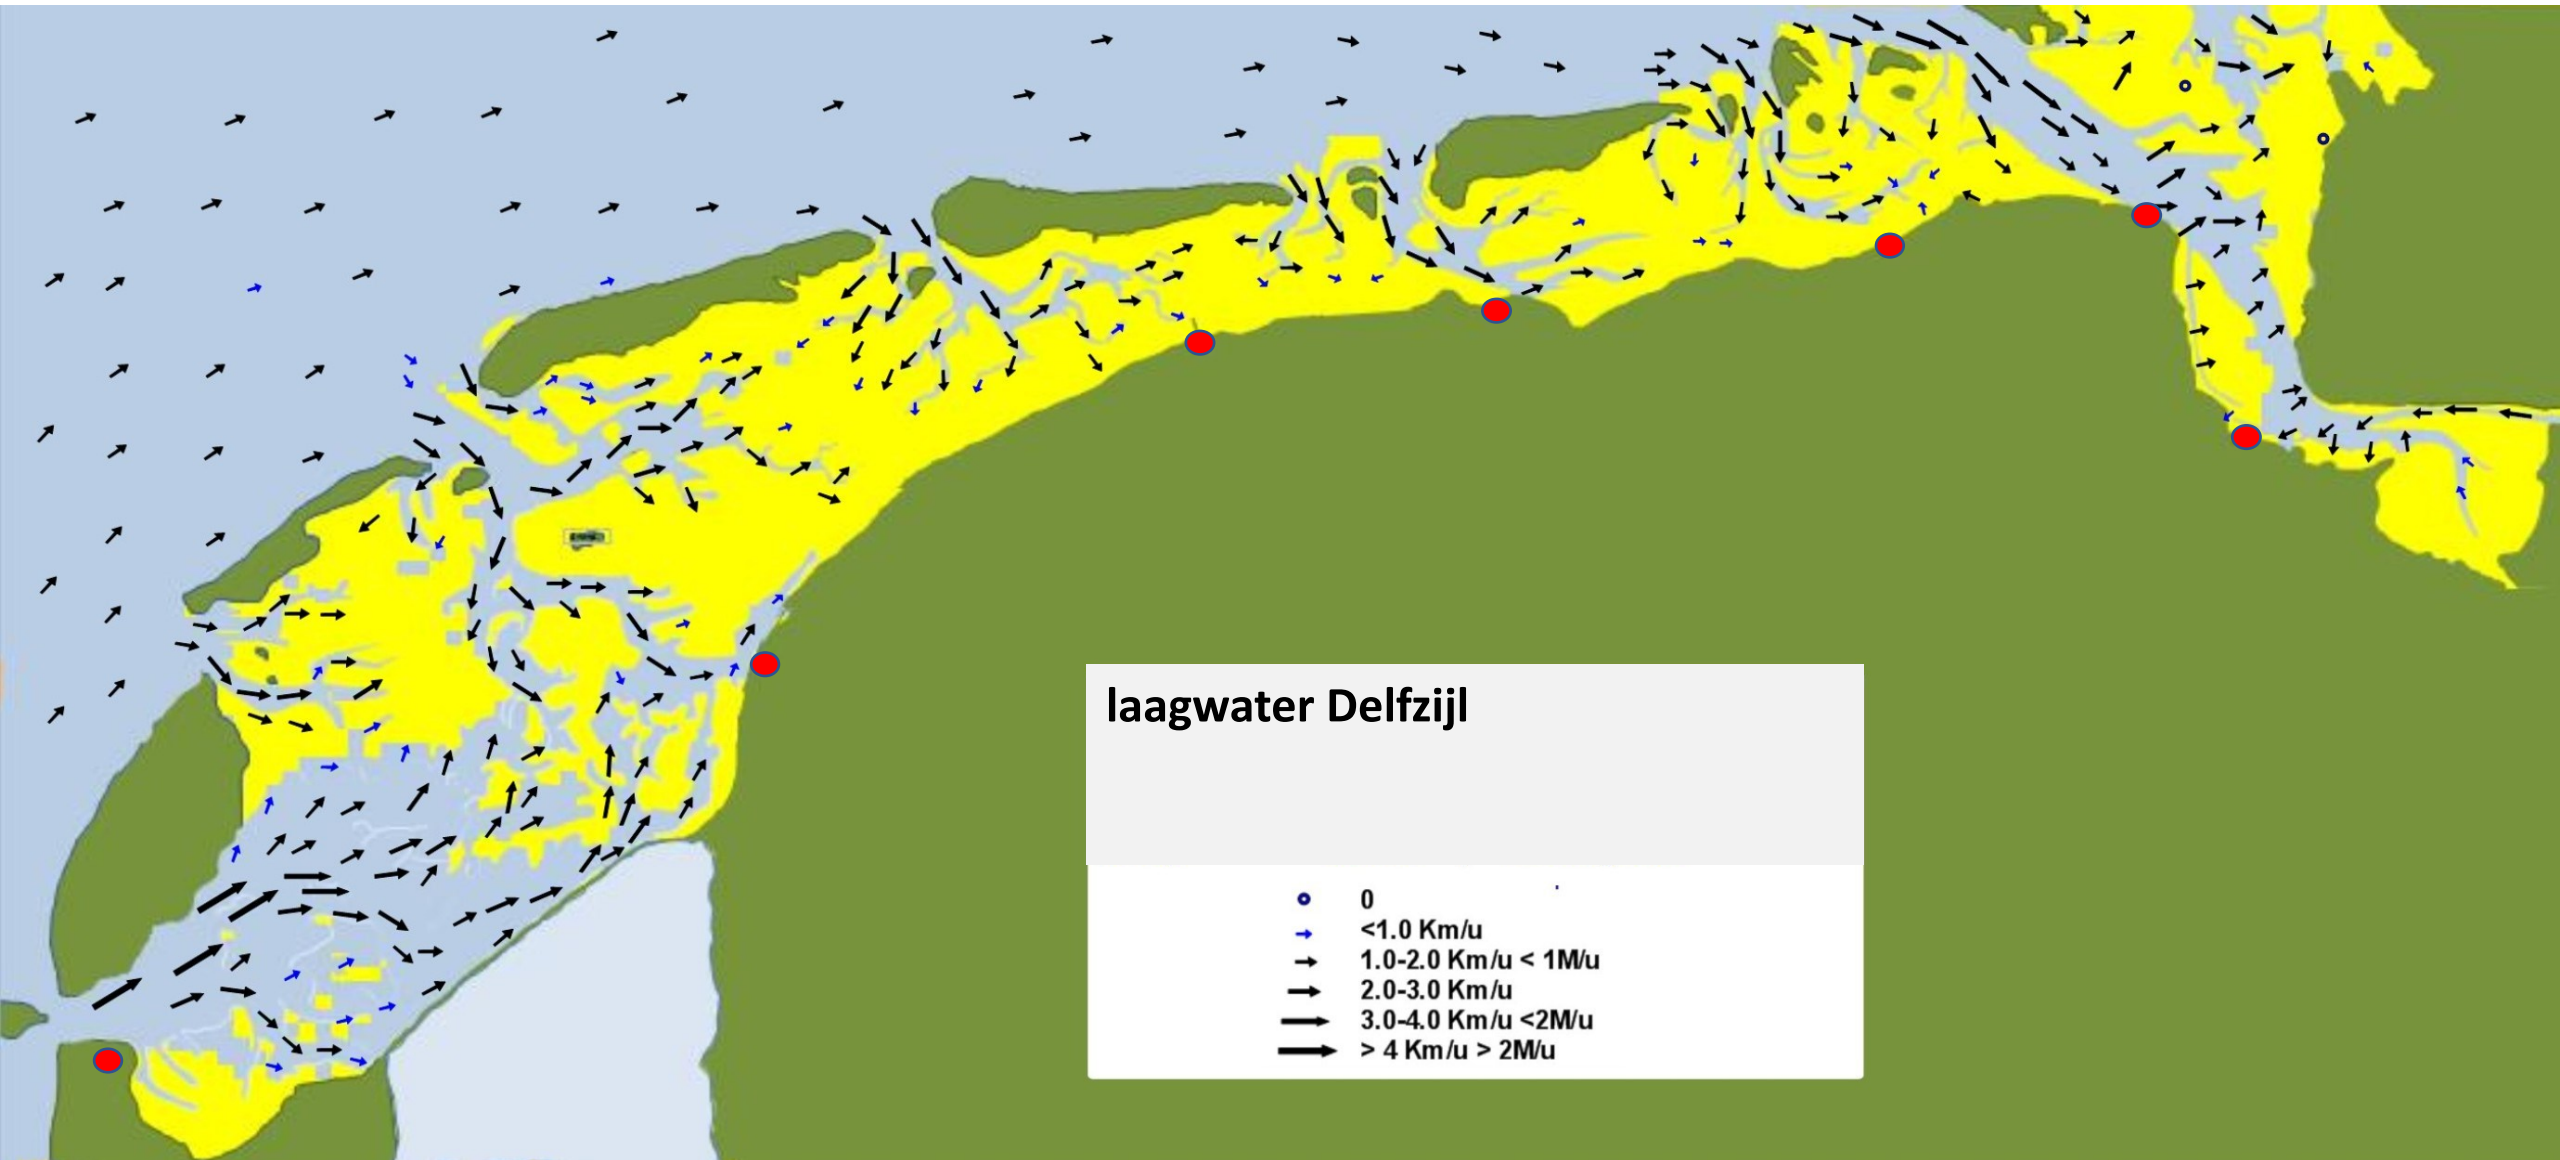 laagwater Delfzijl
0
<1.0 Km/u
1.0-2.0 Km/u < 1M/u
2.0-3.0 Km/u
3.0-4.0 Km/u <2M/u
> 4 Km/u > 2M/u